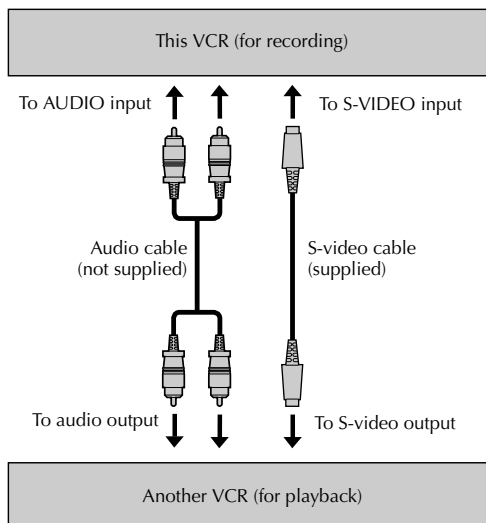 This VCR (for recording)
To AUDIO input
To S-VIDEO input
Audio cable
(not supplied)
S-video cable
(supplied)
To audio output
To S-video output
Another VCR (for playback)